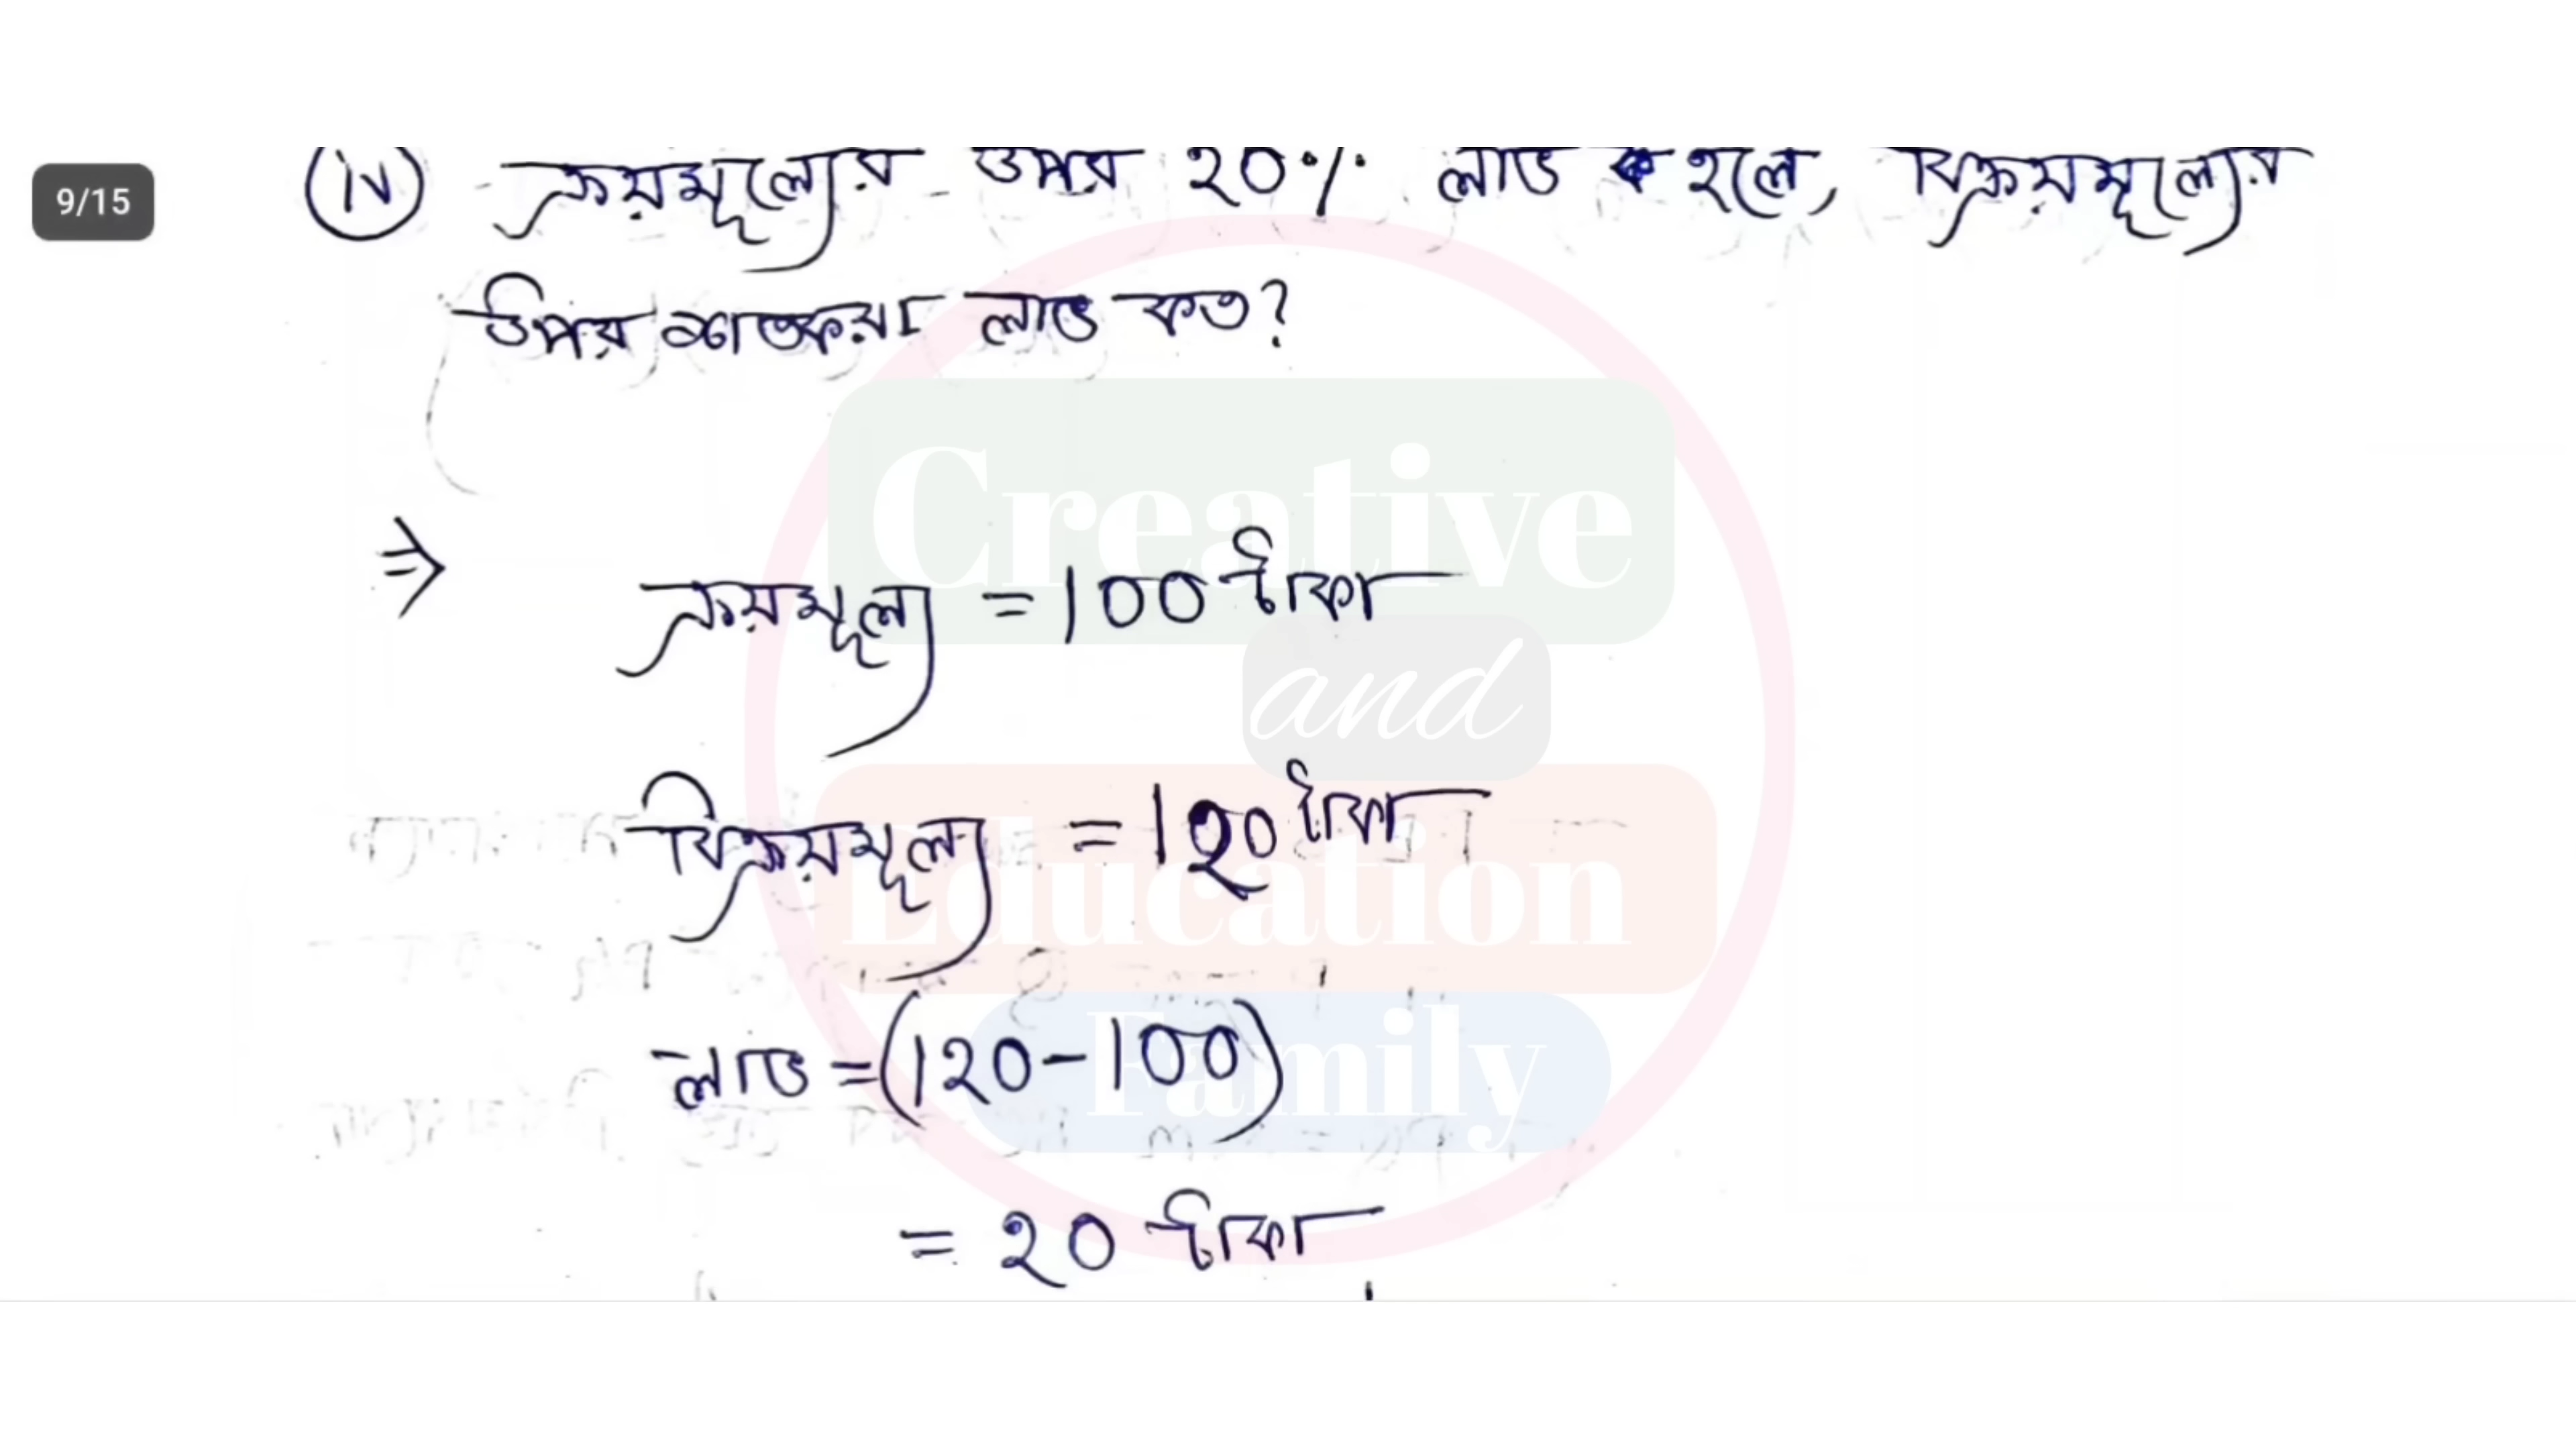 9/15
(iv) ক্রয়মূল্যের উপর 20% লাভ হলে, বিক্রয়মূল্যের
উপর শতকরা লাভ কত?
⇒ ক্রয়মূল্য = 100 টাকা
বিক্রয়মূল্য = 120 টাকা
লাভ = (120 - 100)
= 20 টাকা
Creative
and
Education
Family